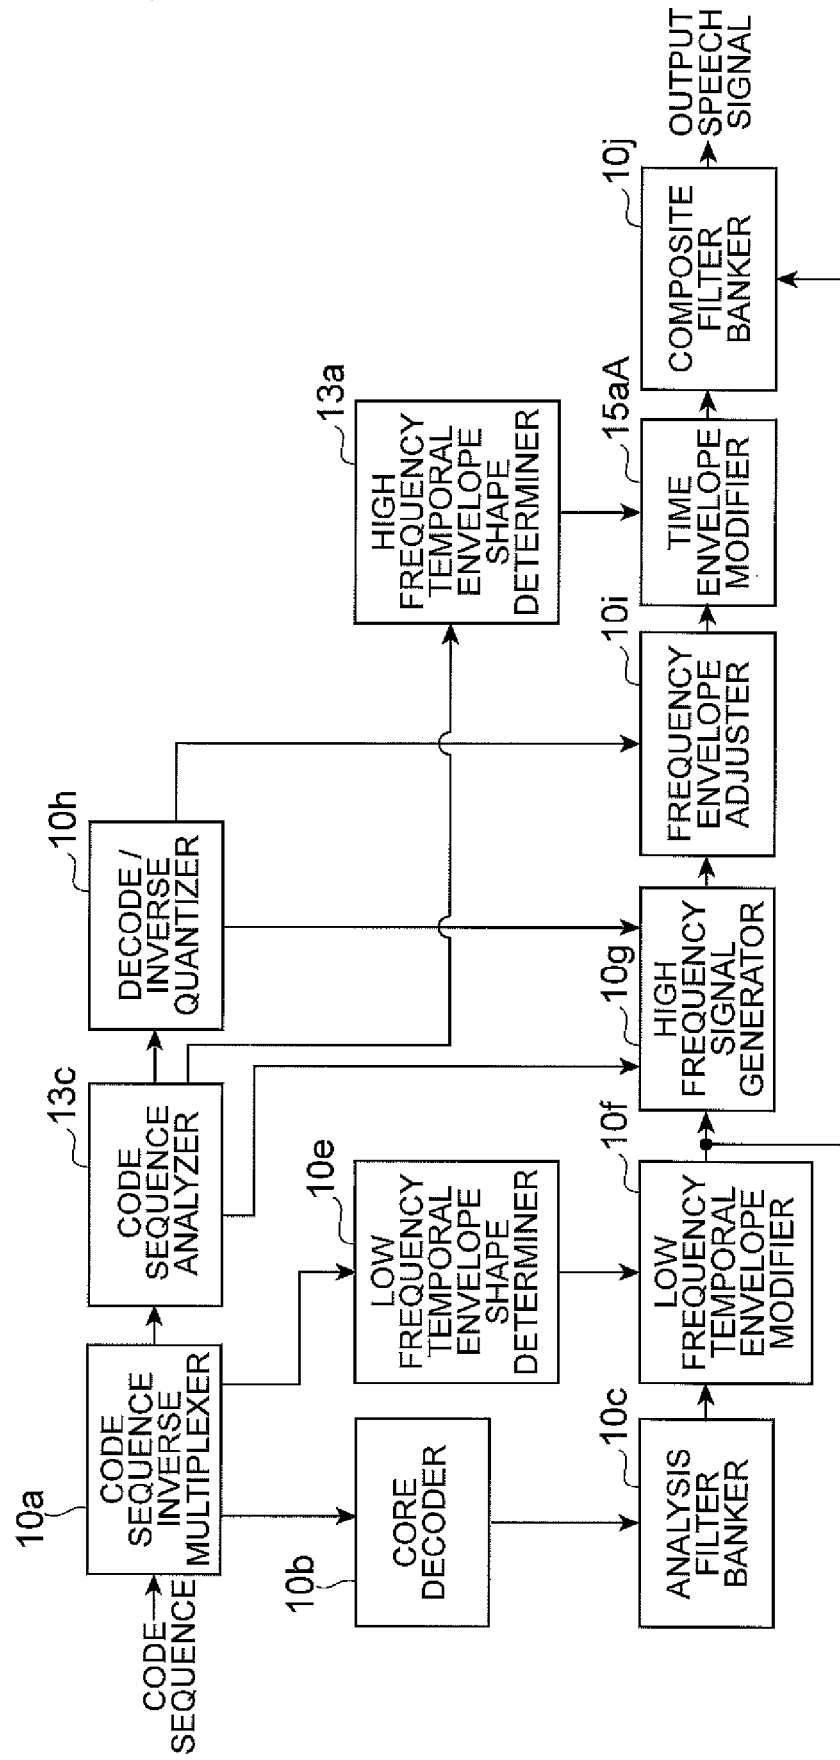 CODE
SEQUENCE
10a
CODE
SEQUENCE
INVERSE
MULTIPLEXER
13c
CODE
SEQUENCE
ANALYZER
10h
DECODE /
INVERSE
QUANTIZER
10b
CORE
DECODER
10e
LOW
FREQUENCY
TEMPORAL
ENVELOPE
SHAPE
DETERMINER
13a
HIGH
FREQUENCY
TEMPORAL
ENVELOPE
SHAPE
DETERMINER
10c
ANALYSIS
FILTER
BANKER
10f
LOW
FREQUENCY
TEMPORAL
ENVELOPE
MODIFIER
10g
HIGH
FREQUENCY
SIGNAL
GENERATOR
10i
FREQUENCY
ENVELOPE
ADJUSTER
15aA
TIME
ENVELOPE
MODIFIER
10j
COMPOSITE
FILTER
BANKER
OUTPUT
SPEECH
SIGNAL